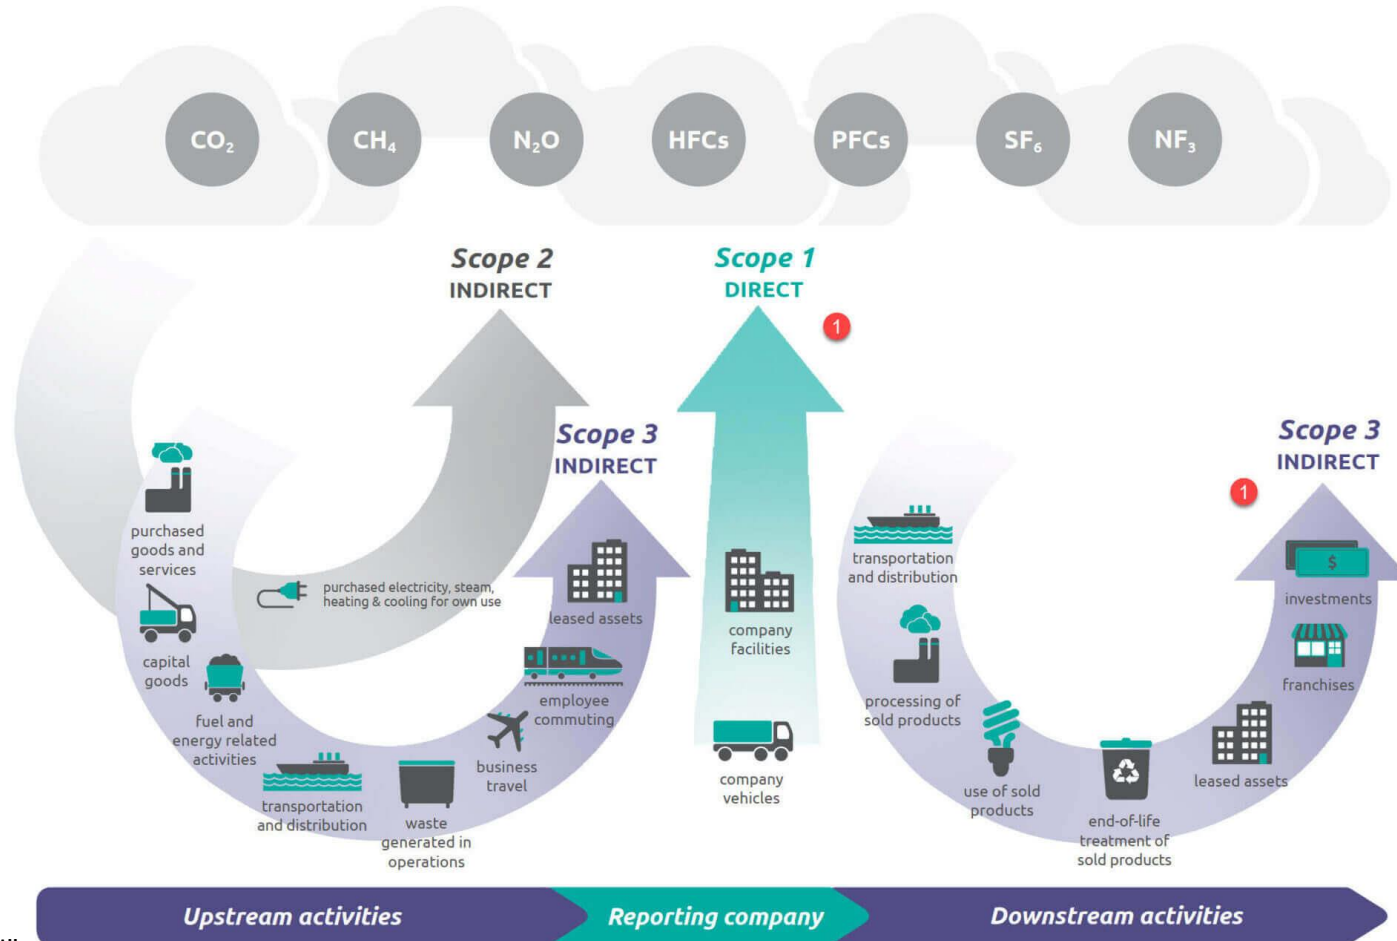 CO₂
CH₄
N₂O
HFCs
PFCs
SF₆
NF₃
Scope 2
INDIRECT
Scope 1
DIRECT
1
Scope 3
INDIRECT
Scope 3
INDIRECT
1
purchased
goods and
services
purchased electricity, steam,
heating & cooling for own use
capital
goods
fuel and
energy related
activities
transportation
and distribution
waste
generated in
operations
business
travel
employee
commuting
leased assets
company
facilities
company
vehicles
transportation
and distribution
processing of
sold products
use of sold
products
end-of-life
treatment of
sold products
leased assets
franchises
$
investments
Upstream activities
Reporting company
Downstream activities